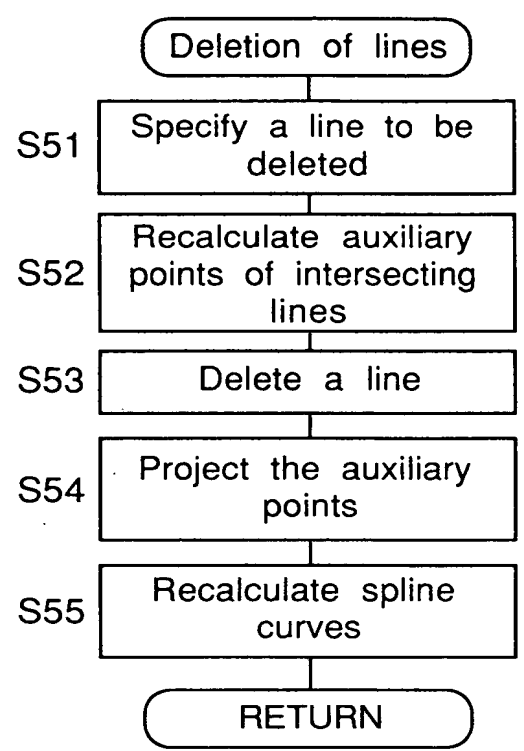 Deletion of lines
S51
Specify a line to be
deleted
S52
Recalculate auxiliary
points of intersecting
lines
S53
Delete a line
S54
Project the auxiliary
points
S55
Recalculate spline
curves
RETURN